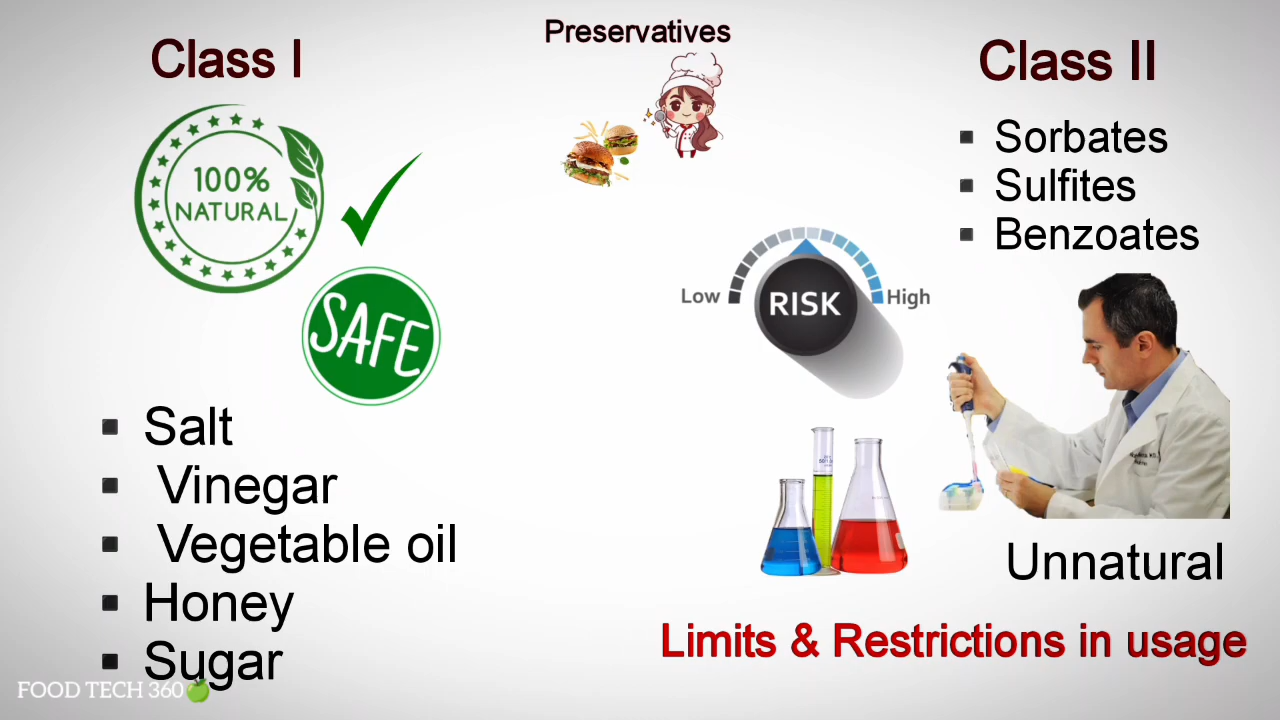 Preservatives
Class I
100%
NATURAL
SAFE
Salt
Vinegar
Vegetable oil
Honey
Sugar
Class II
Sorbates
Sulfites
Benzoates
Low
RISK
High
Unnatural
Limits & Restrictions in usage
FOOD TECH 360